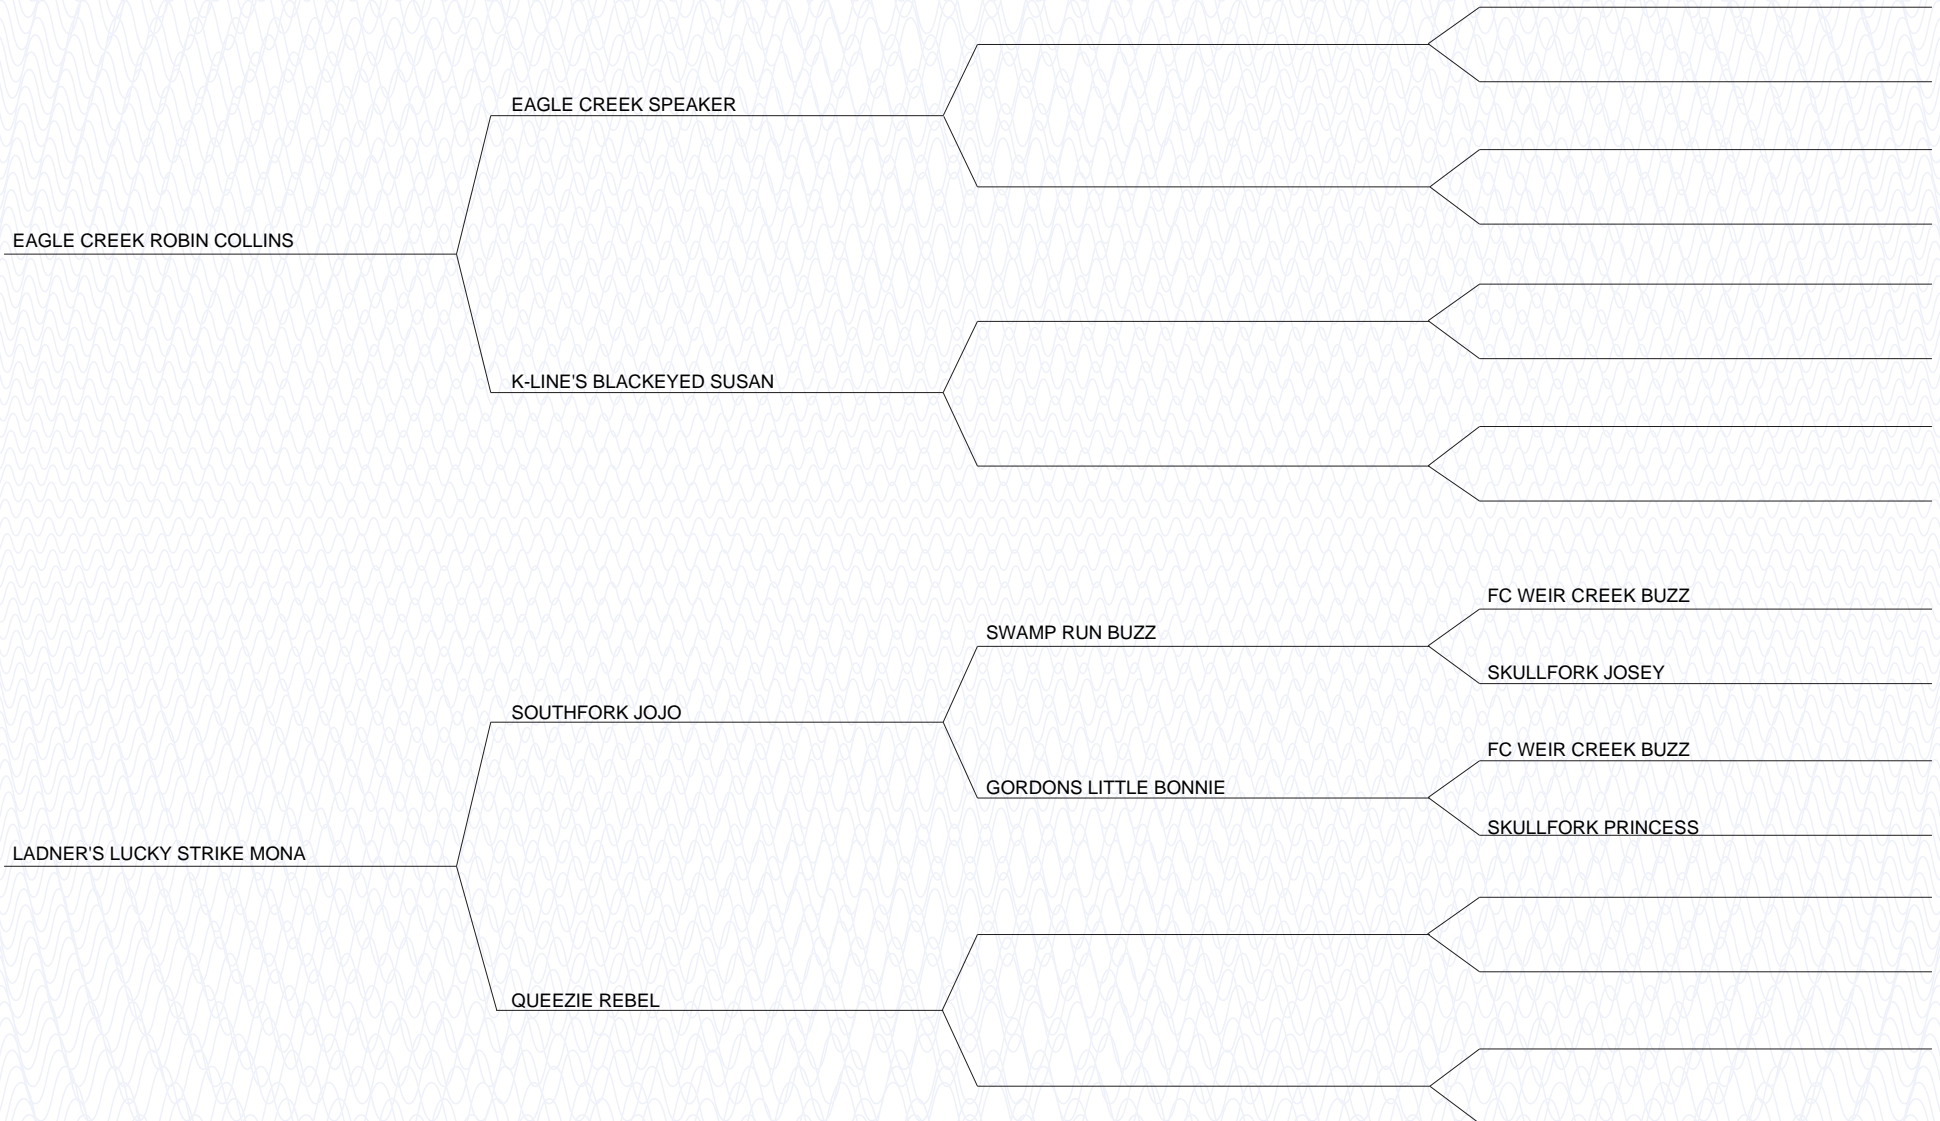 EAGLE CREEK SPEAKER
EAGLE CREEK ROBIN COLLINS
K-LINE'S BLACKEYED SUSAN
FC WEIR CREEK BUZZ
SWAMP RUN BUZZ
SKULLFORK JOSEY
SOUTHFORK JOJO
FC WEIR CREEK BUZZ
GORDONS LITTLE BONNIE
SKULLFORK PRINCESS
LADNER'S LUCKY STRIKE MONA
QUEEZIE REBEL